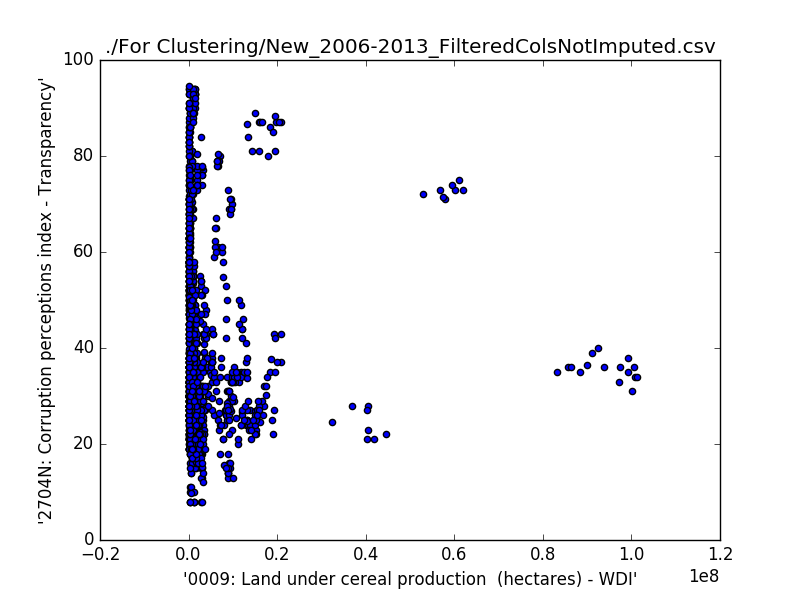 ./For Clustering/New_2006-2013_FilteredColsNotImputed.csv
'2704N: Corruption perceptions index - Transparency'
100
80
60
40
20
0
−0.2 0.0 0.2 0.4 0.6 0.8 1.0 1.2
1e8
'0009: Land under cereal production  (hectares) - WDI'